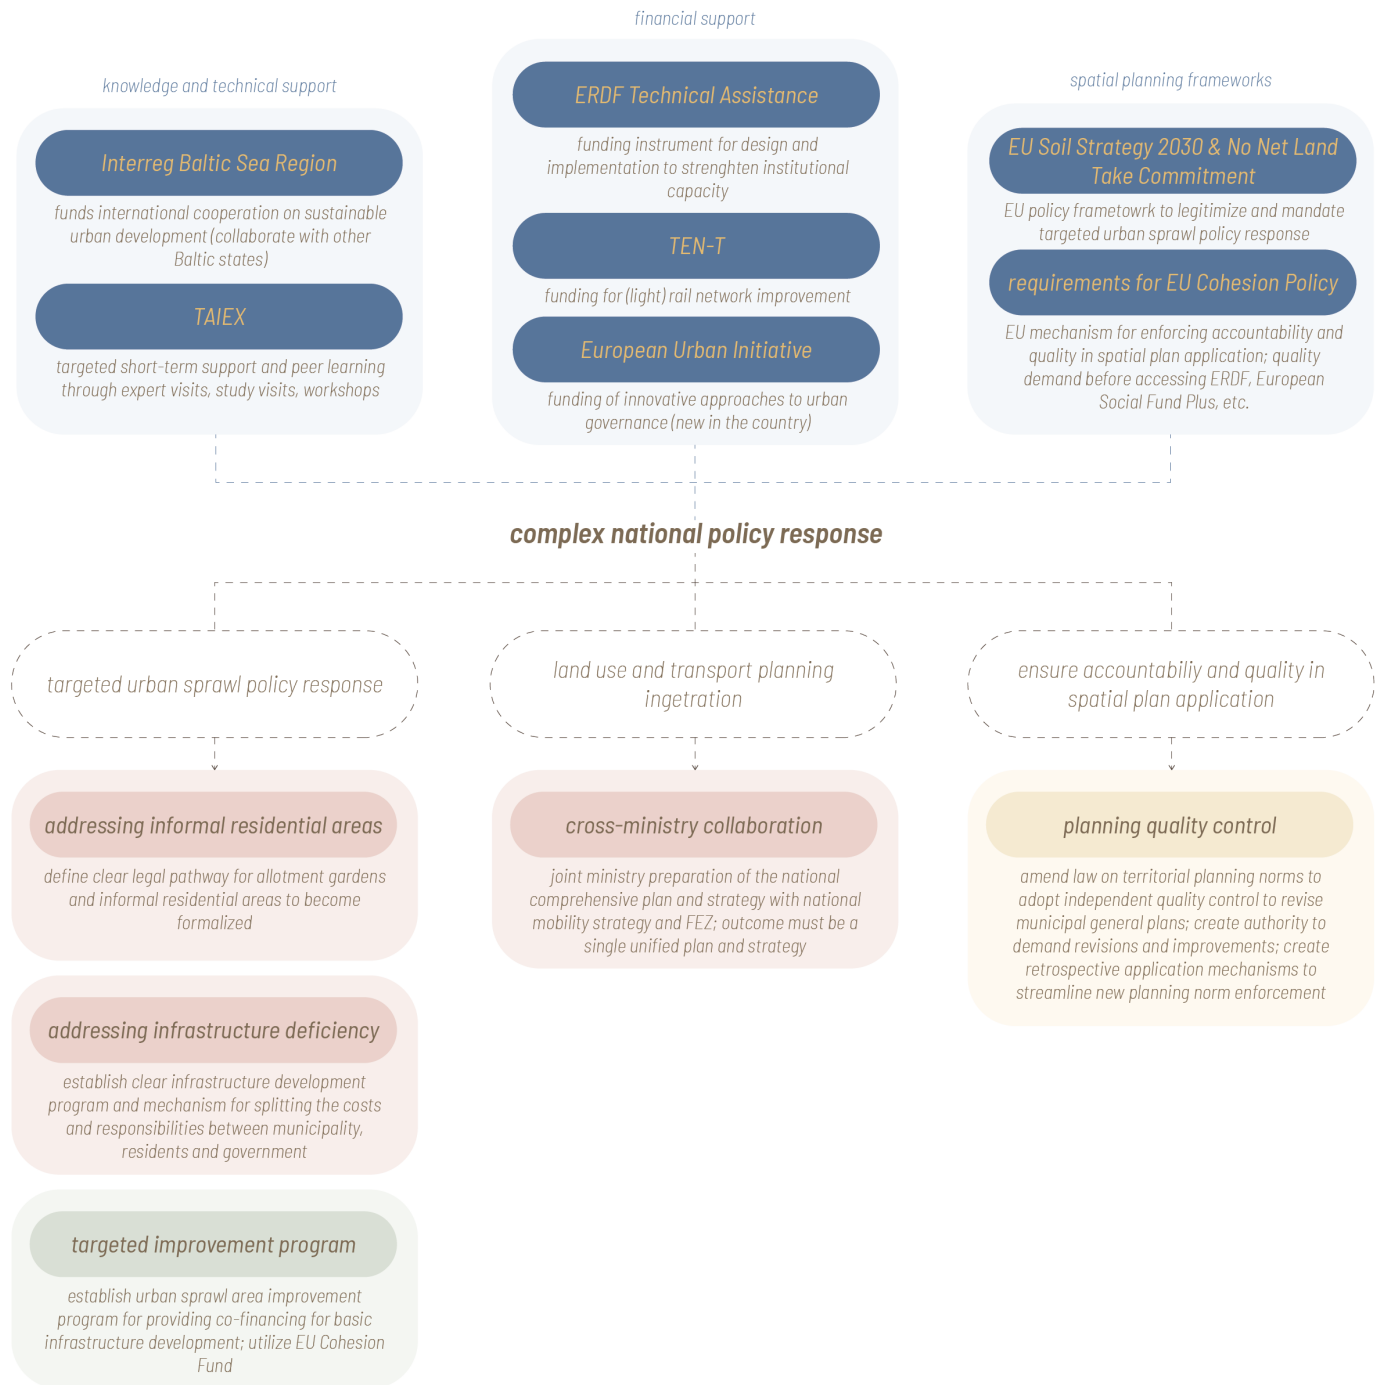 financial support
knowledge and technical support
spatial planning frameworks
Interreg Baltic Sea Region
funds international cooperation on sustainable
urban development (collaborate with other
Baltic states)
TAIEX
targeted short-term support and peer learning
through expert visits, study visits, workshops
ERDF Technical Assistance
funding instrument for design and
implementation to strenghten institutional
capacity
TEN-T
funding for (light) rail network improvement
European Urban Initiative
funding of innovative approaches to urban
governance (new in the country)
EU Soil Strategy 2030 & No Net Land
Take Commitment
EU policy frametowrk to legitimize and mandate
targeted urban sprawl policy response
requirements for EU Cohesion Policy
EU mechanism for enforcing accountability and
quality in spatial plan application; quality
demand before accessing ERDF, European
Social Fund Plus, etc.
complex national policy response
targeted urban sprawl policy response
land use and transport planning
ingetration
ensure accountabiliy and quality in
spatial plan application
addressing informal residential areas
define clear legal pathway for allotment gardens
and informal residential areas to become
formalized
addressing infrastructure deficiency
establish clear infrastructure development
program and mechanism for splitting the costs
and responsibilities between municipality,
residents and government
targeted improvement program
establish urban sprawl area improvement
program for providing co-financing for basic
infrastructure development; utilize EU Cohesion
Fund
cross-ministry collaboration
joint ministry preparation of the national
comprehensive plan and strategy with national
mobility strategy and FEZ; outcome must be a
single unified plan and strategy
planning quality control
amend law on territorial planning norms to
adopt independent quality control to revise
municipal general plans; create authority to
demand revisions and improvements; create
retrospective application mechanisms to
streamline new planning norm enforcement